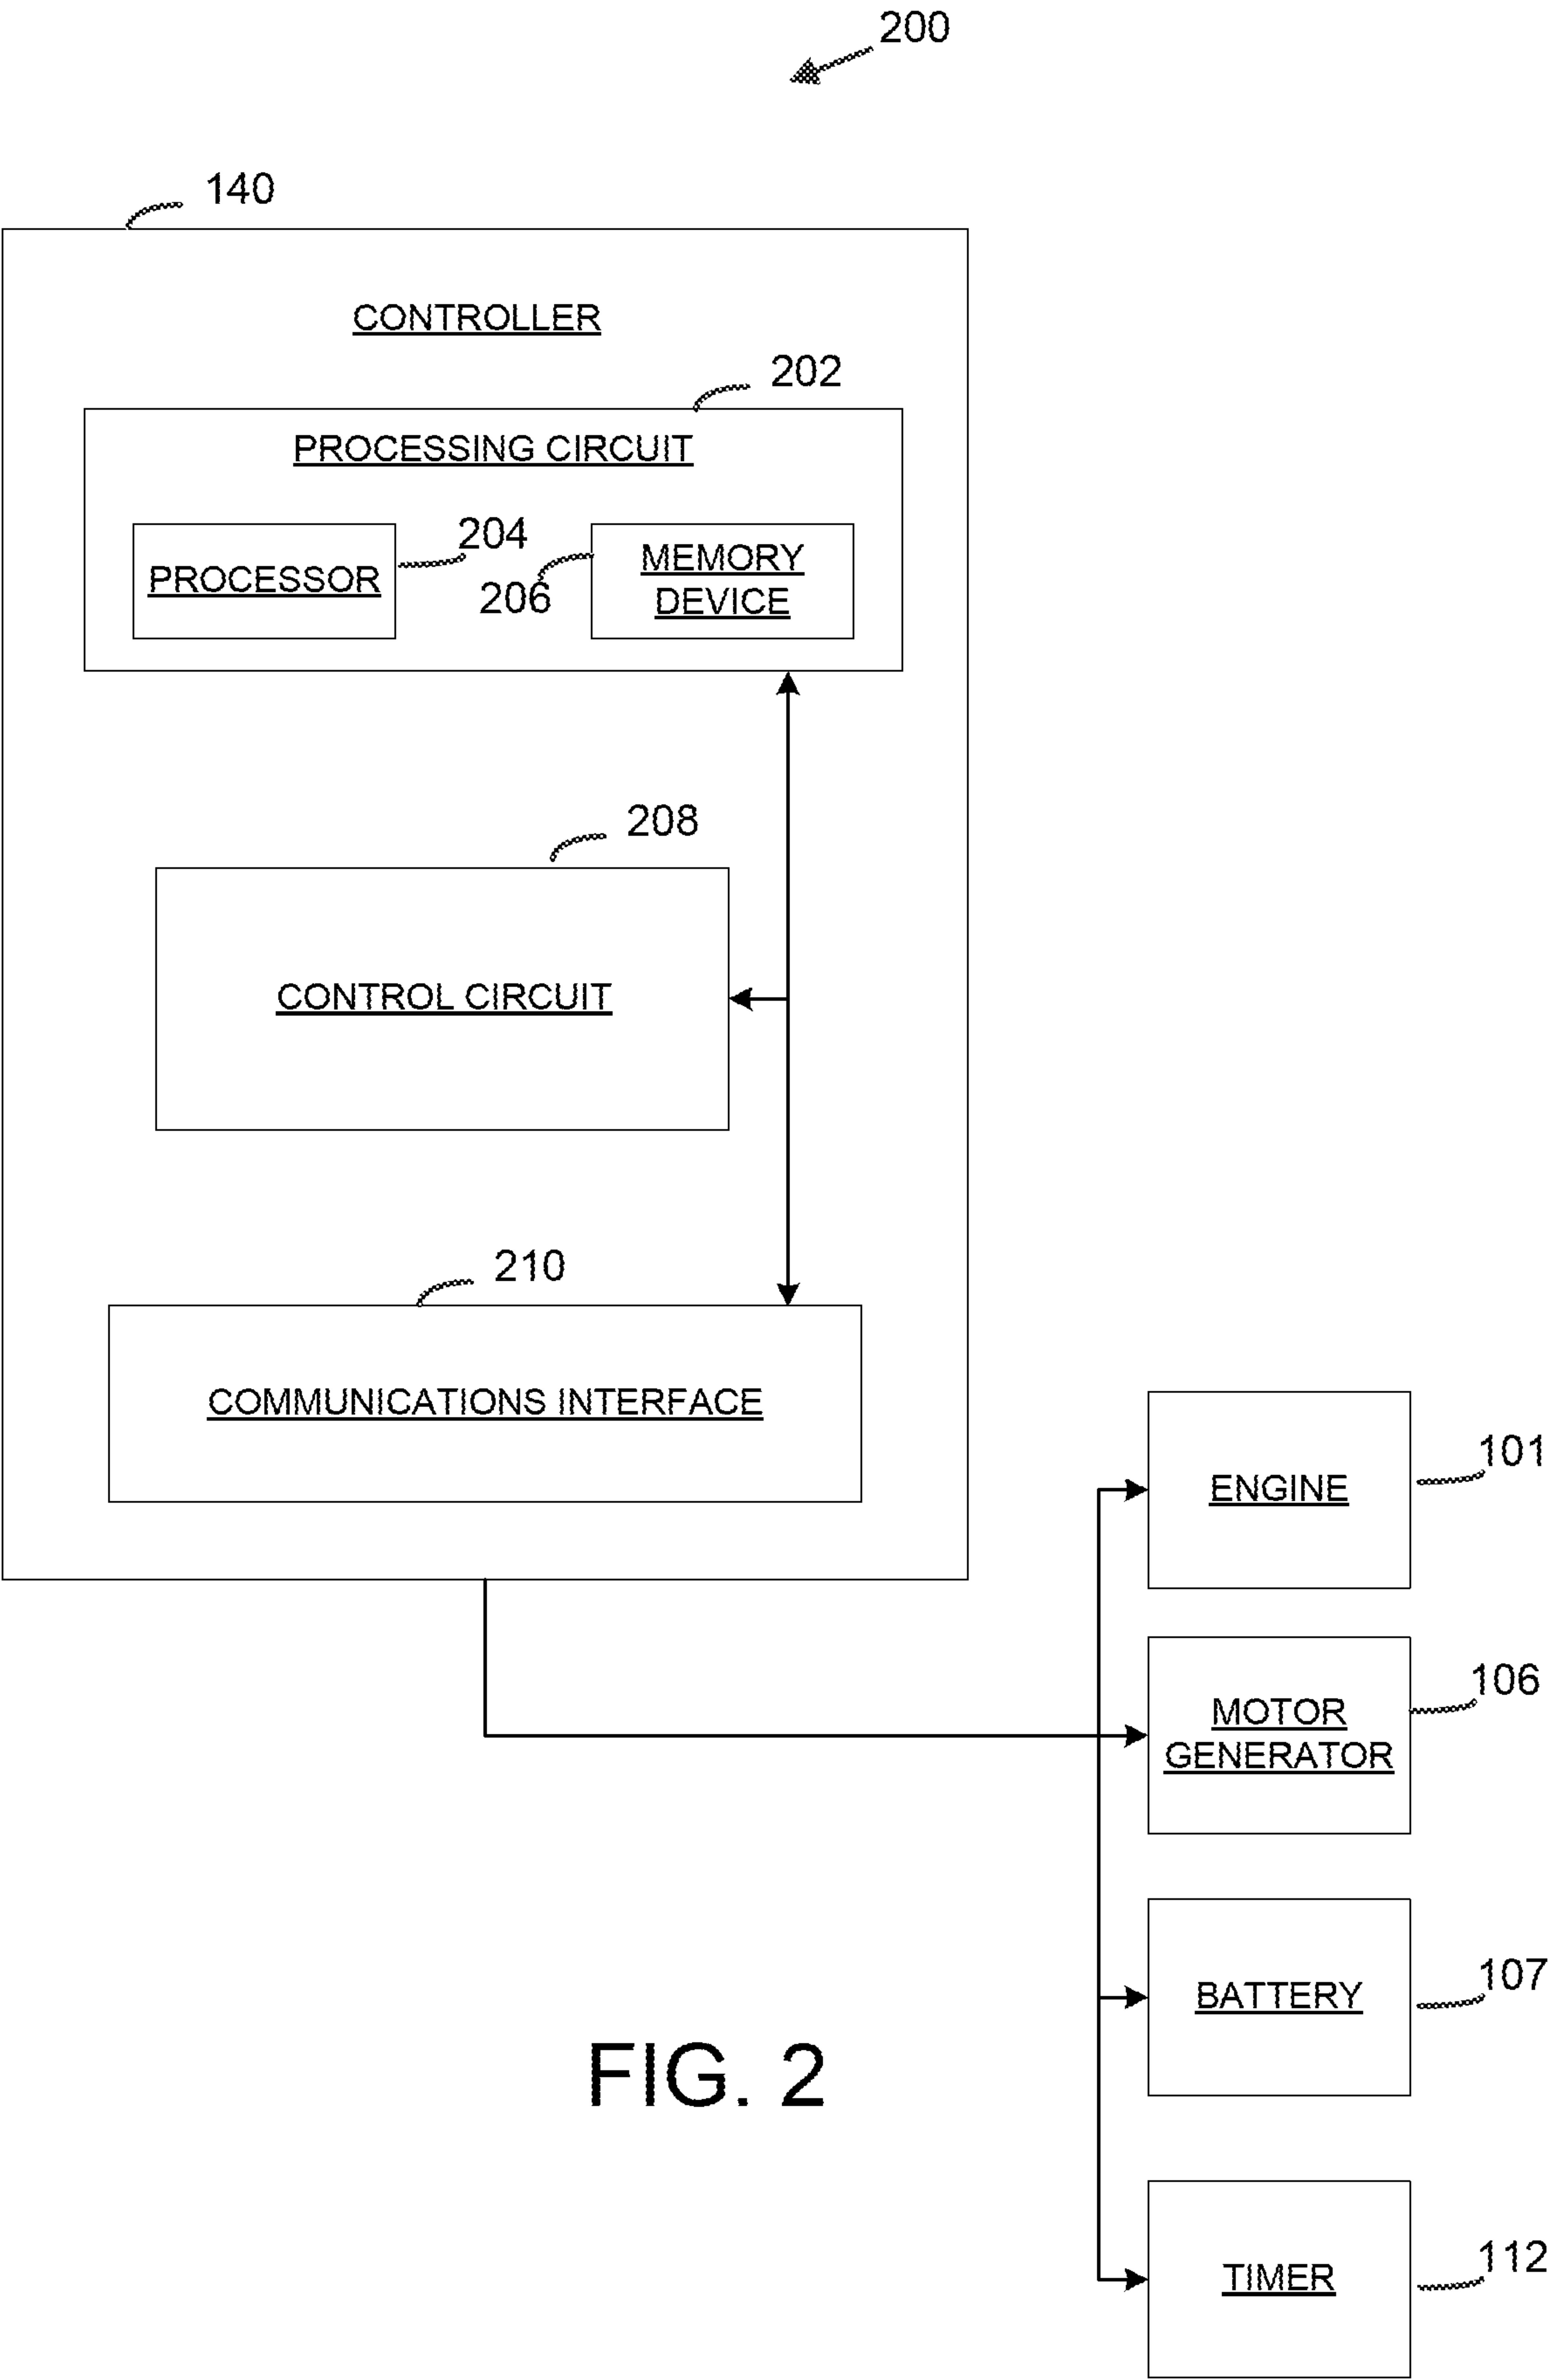 200
140
CONTROLLER
202
PROCESSING CIRCUIT
204
PROCESSOR
206
MEMORY
DEVICE
208
CONTROL CIRCUIT
210
COMMUNICATIONS INTERFACE
101
ENGINE
106
MOTOR
GENERATOR
107
BATTERY
112
TIMER
FIG. 2